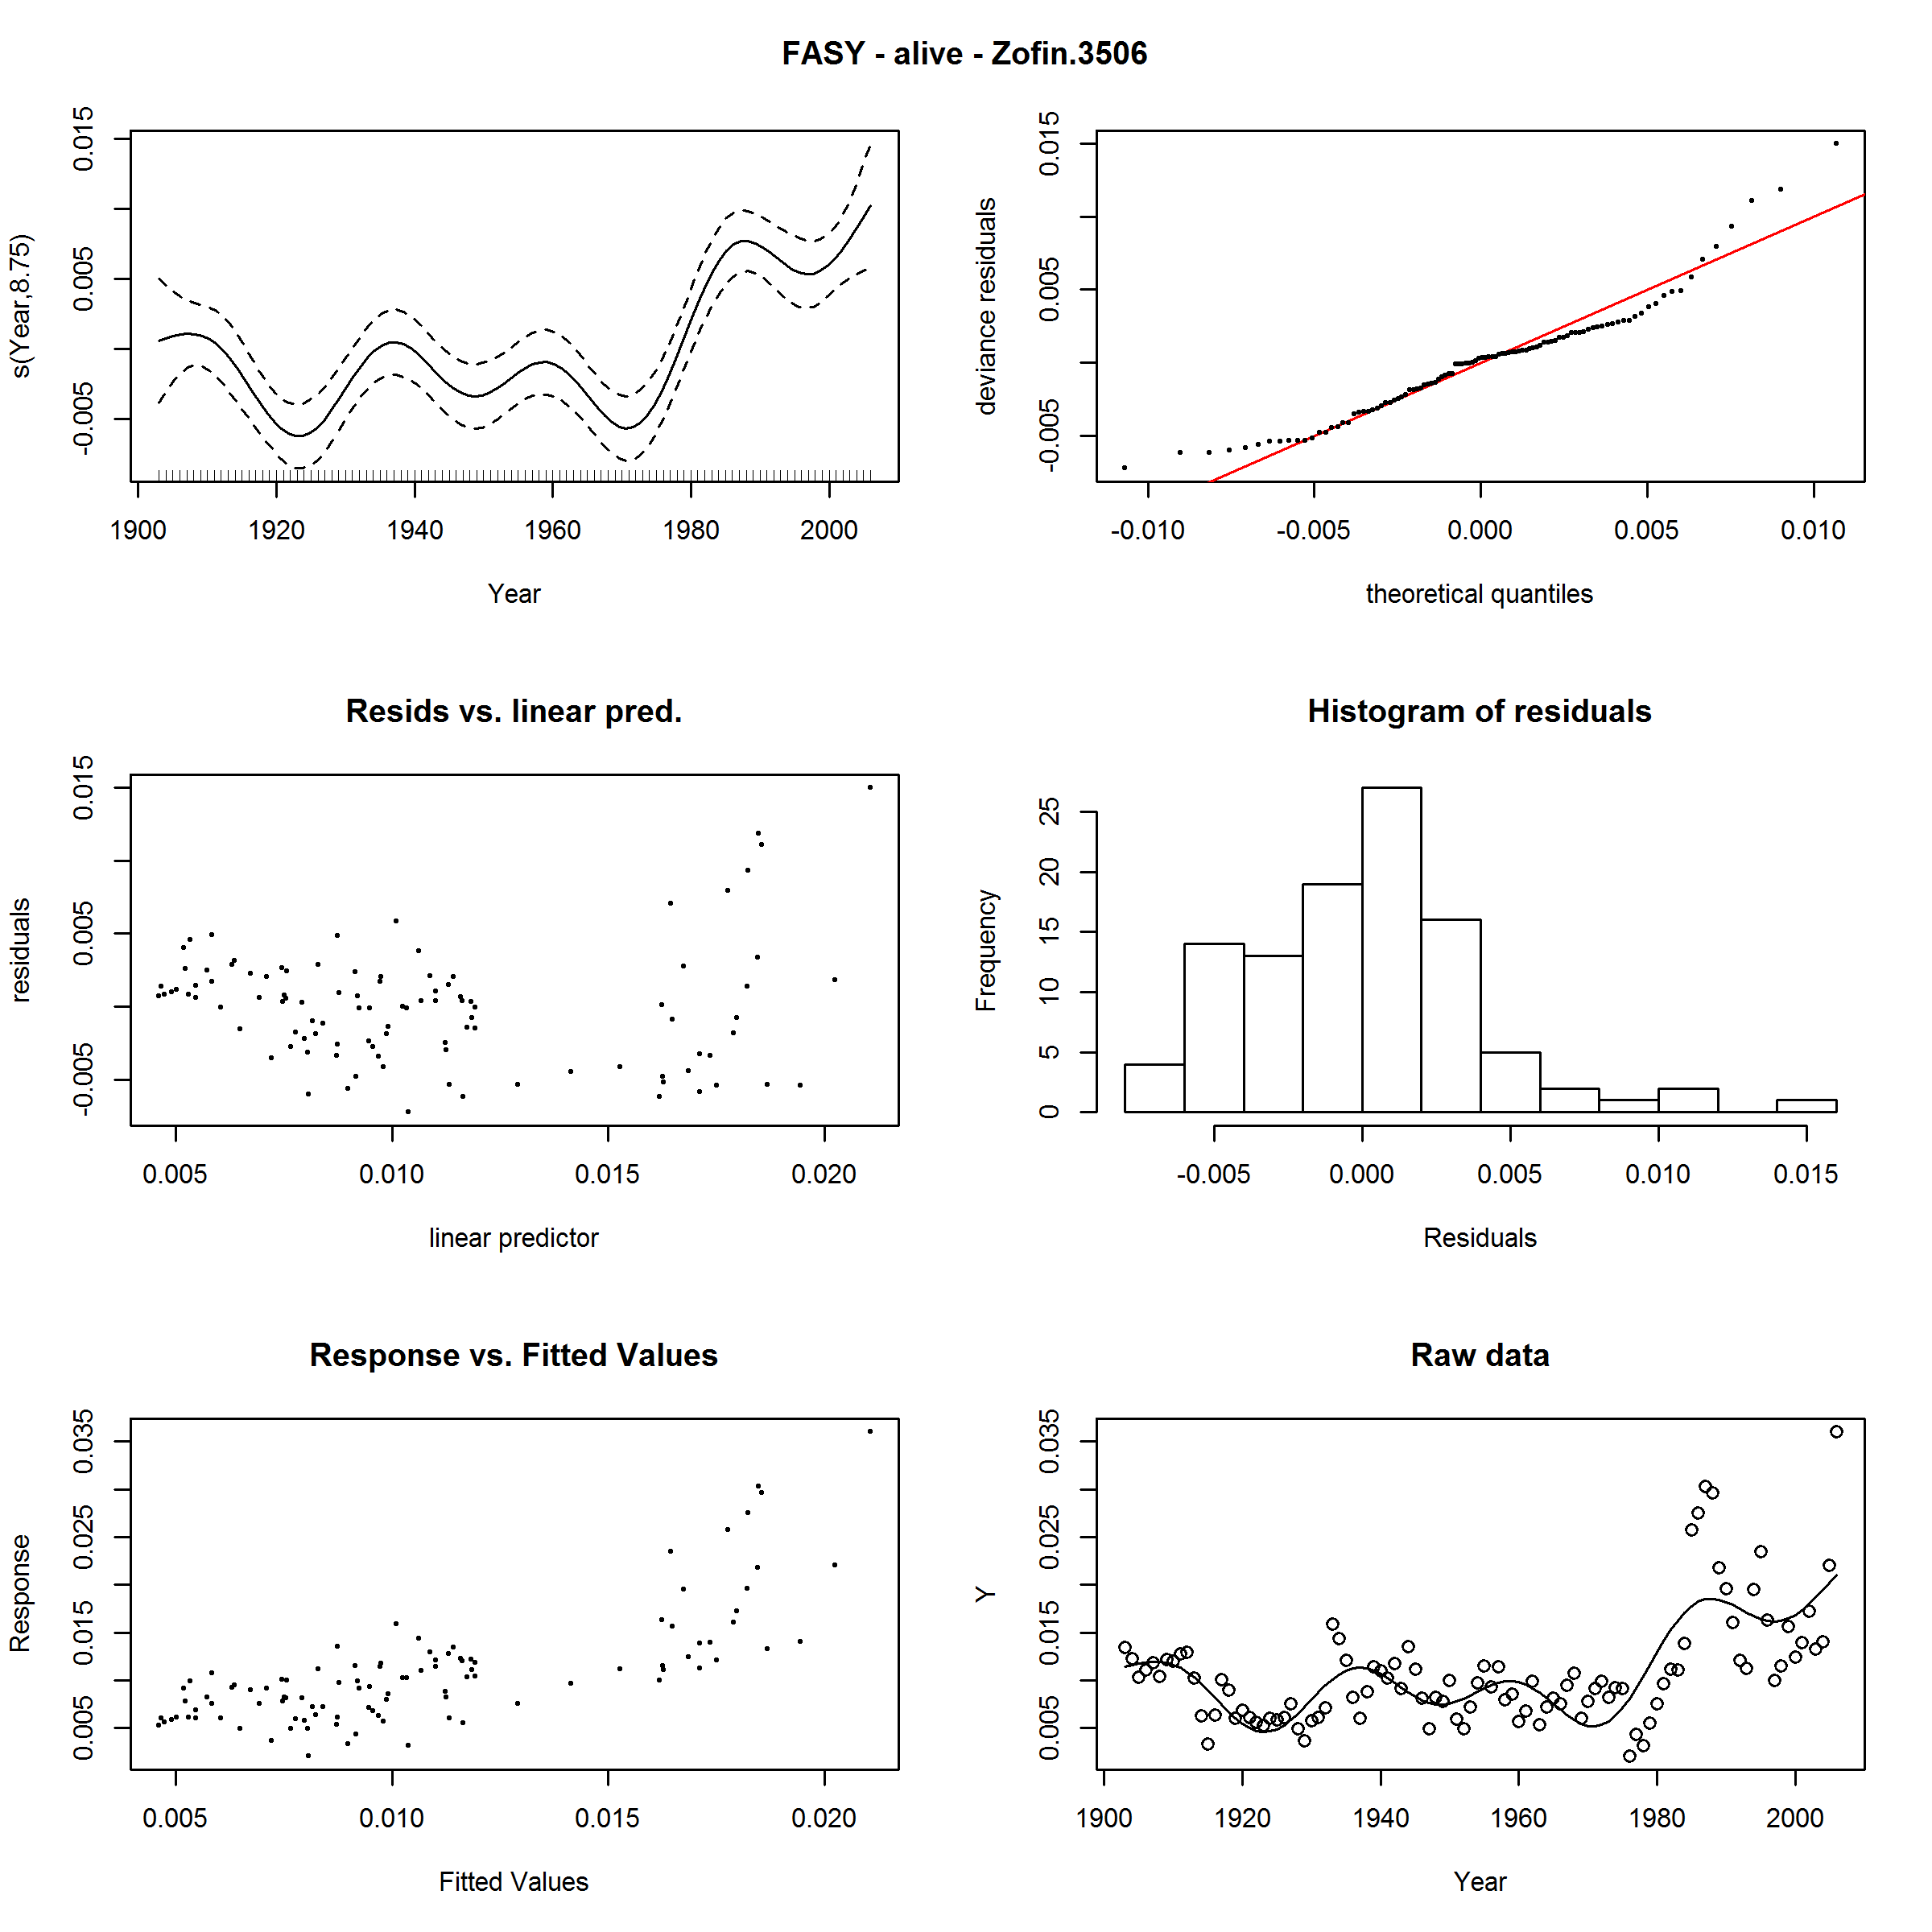 FASY - alive - Zofin.3506
s(Year,8.75)
-0.005 0.005 0.015
1900 1920 1940 1960 1980 2000
Year
deviance residuals
-0.005 0.005 0.015
-0.010 -0.005 0.000 0.005 0.010
theoretical quantiles
Resids vs. linear pred.
residuals
-0.005 0.005 0.015
0.005 0.010 0.015 0.020
linear predictor
Histogram of residuals
Frequency
0 5 10 15 20 25
-0.005 0.000 0.005 0.010 0.015
Residuals
Response vs. Fitted Values
Response
0.005 0.015 0.025 0.035
0.005 0.010 0.015 0.020
Fitted Values
Raw data
Y
0.005 0.015 0.025 0.035
1900 1920 1940 1960 1980 2000
Year